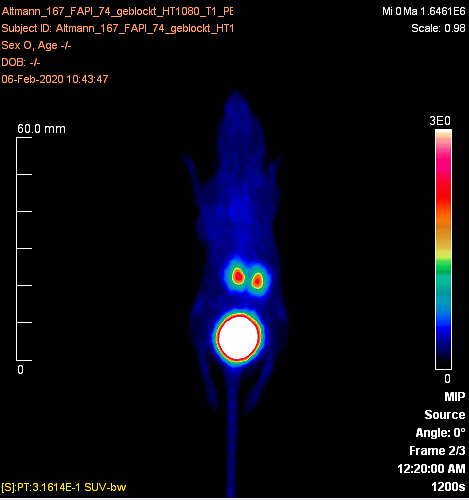 Altmann_167_FAPI_74_geblockt_HT1080_T1_PE
Mi 0 Ma 1.6461E6
Subject ID: Altmann_167_FAPI_74_geblockt_HT1
Scale: 0.98
Sex O, Age -/-
DOB: -/-
06-Feb-2020 10:43:47
60.0 mm
3E0
0
0
MIP
Source
Angle: 0°
Frame 2/3
12:20:00 AM
[S]:PT:3.1614E-1 SUV-bw
1200s